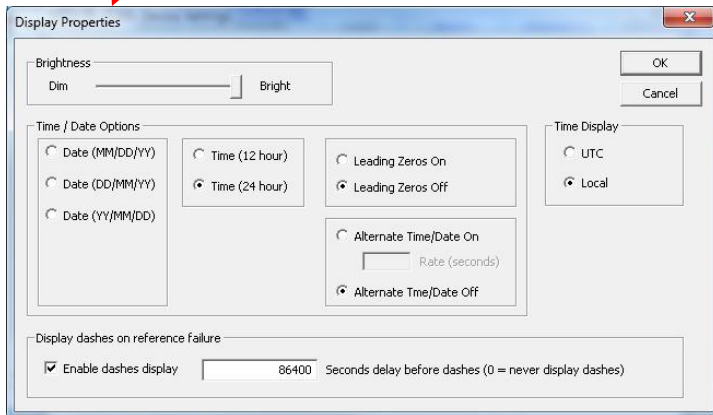 Display Properties
Brightness
Dim Bright
OK
Cancel
Time / Date Options
Date (MM/DD/YY)
Date (DD/MM/YY)
Date (YY/MM/DD)
Time (12 hour)
Time (24 hour)
Leading Zeros On
Leading Zeros Off
Alternate Time/Date On
Rate (seconds)
Alternate Tme/Date Off
Time Display
UTC
Local
Display dashes on reference failure
Enable dashes display 86400 Seconds delay before dashes (0 = never display dashes)